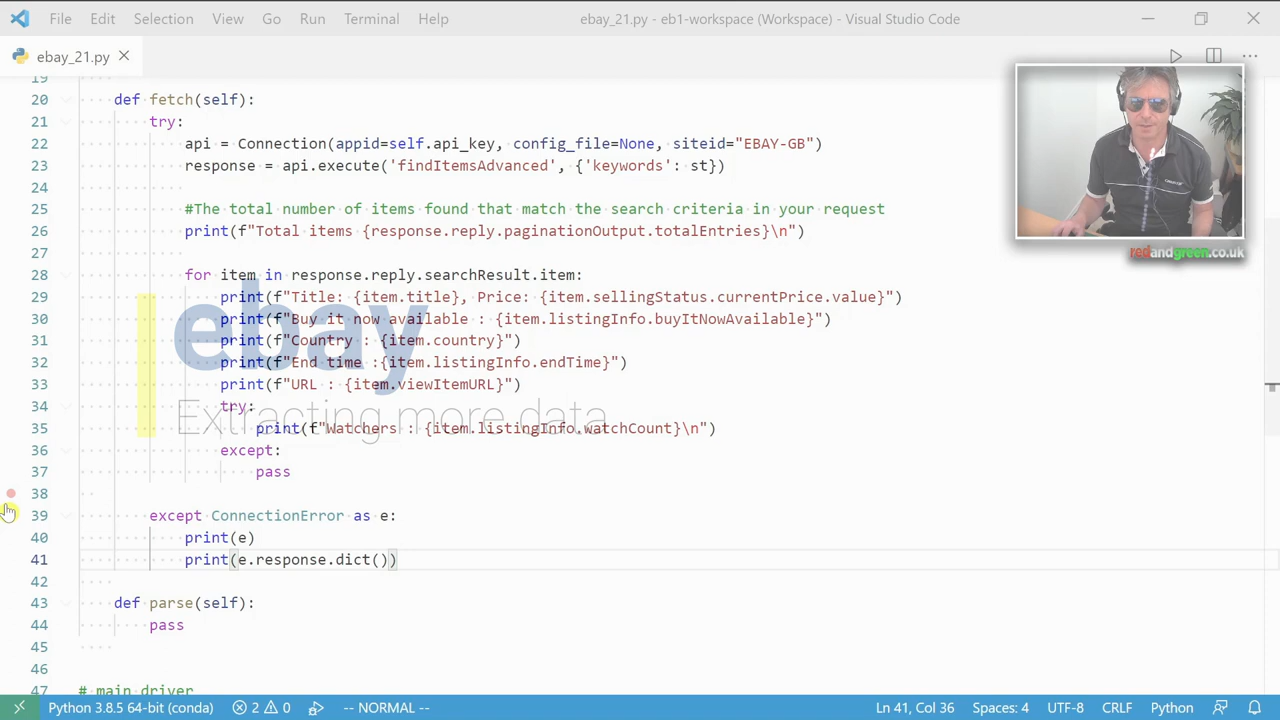 File Edit Selection View Go Run Terminal Help ebay_21.py - eb1-workspace (Workspace) - Visual Studio Code
ebay_21.py
19
20 def fetch(self):
21 try:
22 api = Connection(appid=self.api_key, config_file=None, siteid="EBAY-GB")
23 response = api.execute('findItemsAdvanced', {'keywords': st})
24
25 #The total number of items found that match the search criteria in your request
26 print(f"Total items {response.reply.paginationOutput.totalEntries}\n")
27
28 for item in response.reply.searchResult.item:
29 print(f"Title: {item.title}, Price: {item.sellingStatus.currentPrice.value}")
30 print(f"Buy it now available : {item.listingInfo.buyItNowAvailable}")
31 print(f"Country : {item.country}")
32 print(f"End time :{item.listingInfo.endTime}")
33 print(f"URL : {item.viewItemURL}")
34 try:
35 print(f"Watchers : {item.listingInfo.watchCount}\n")
36 except:
37 pass
38
39 except ConnectionError as e:
40 print(e)
41 print(e.response.dict())
42
43 def parse(self):
44 pass
45
46
47 # main driver
ebay
Extracting more data
redandgreen.co.uk
Python 3.8.5 64-bit (conda) 2 0 -- NORMAL -- Ln 41, Col 36 Spaces: 4 UTF-8 CRLF Python